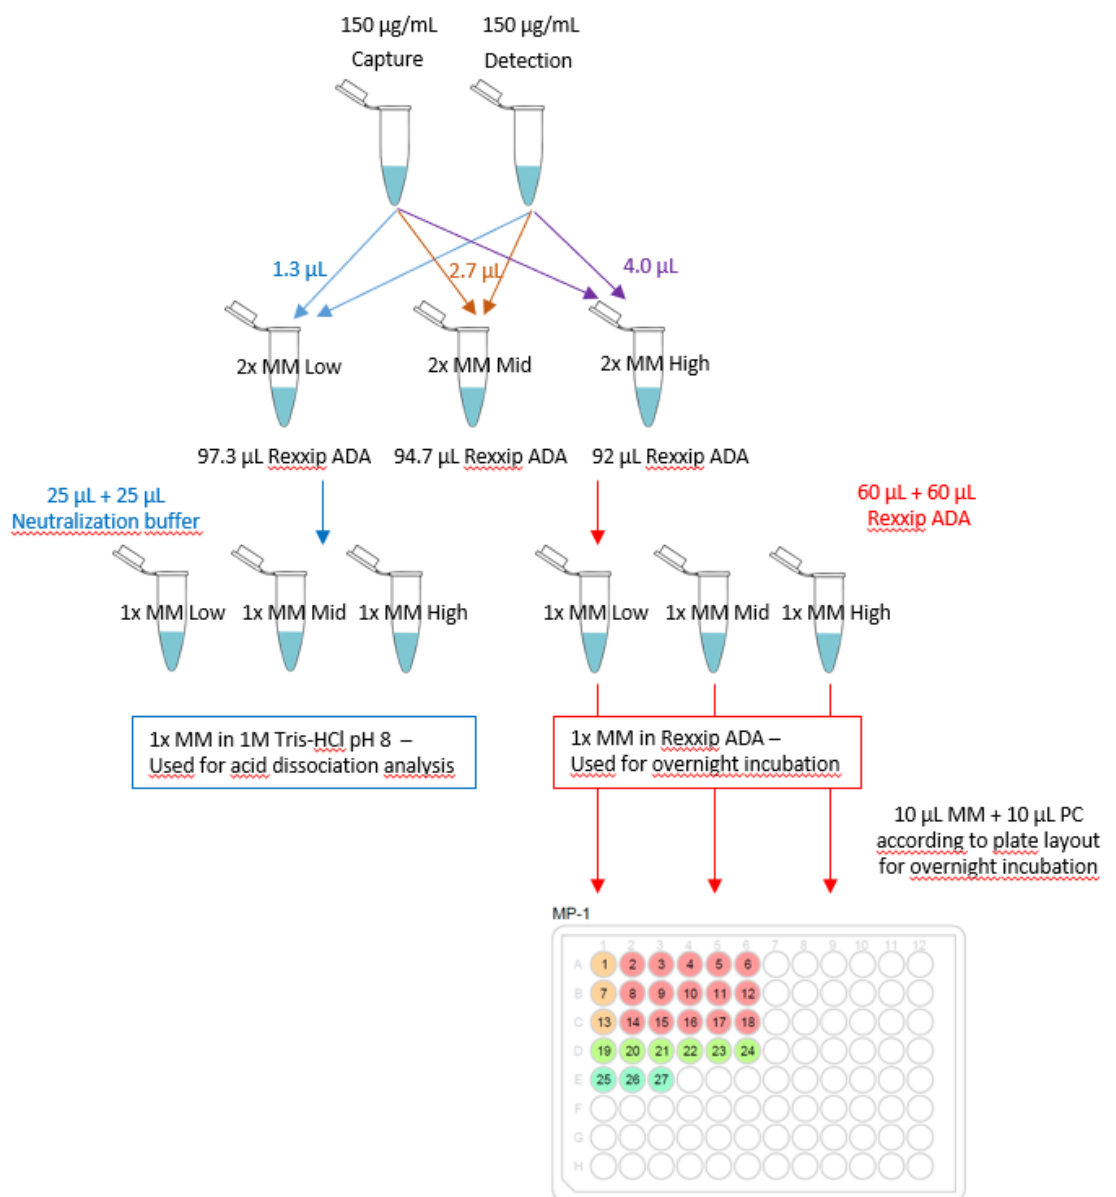 150 µg/mL
Capture
150 µg/mL
Detection
1.3 µL
2.7 µL
4.0 µL
2x MM Low
2x MM Mid
2x MM High
97.3 µL Rexxip ADA
94.7 µL Rexxip ADA
92 µL Rexxip ADA
25 µL + 25 µL
Neutralization buffer
60 µL + 60 µL
Rexxip ADA
1x MM Low
1x MM Mid
1x MM High
1x MM Low
1x MM Mid
1x MM High
1x MM in 1M Tris-HCl pH 8 –
Used for acid dissociation analysis
1x MM in Rexxip ADA –
Used for overnight incubation
10 µL MM + 10 µL PC
according to plate layout
for overnight incubation
MP-1
1 2 3 4 5 6 7 8 9 10 11 12
A 1 2 3 4 5 6
B 7 8 9 10 11 12
C 13 14 15 16 17 18
D 19 20 21 22 23 24
E 25 26 27
F
G
H